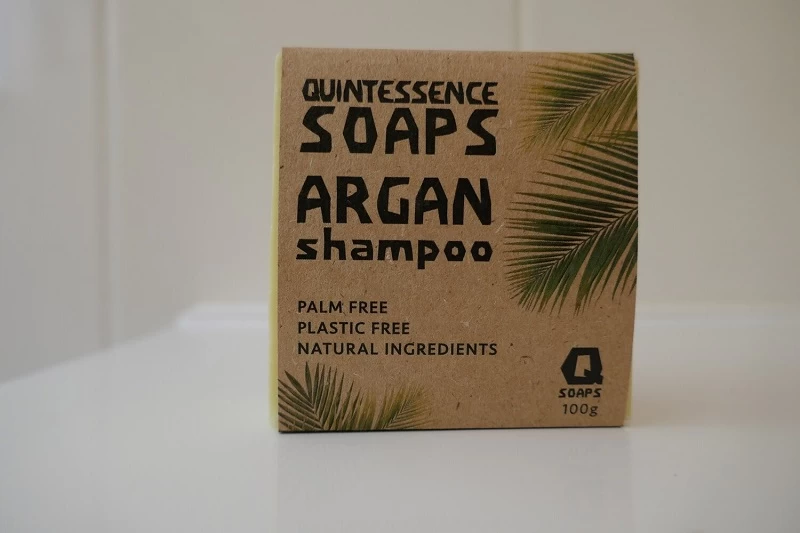 QUINTESSENCE
SOAPS
ARGAN
shampoo
PALM FREE
PLASTIC FREE
NATURAL INGREDIENTS
Q
SOAPS
100g